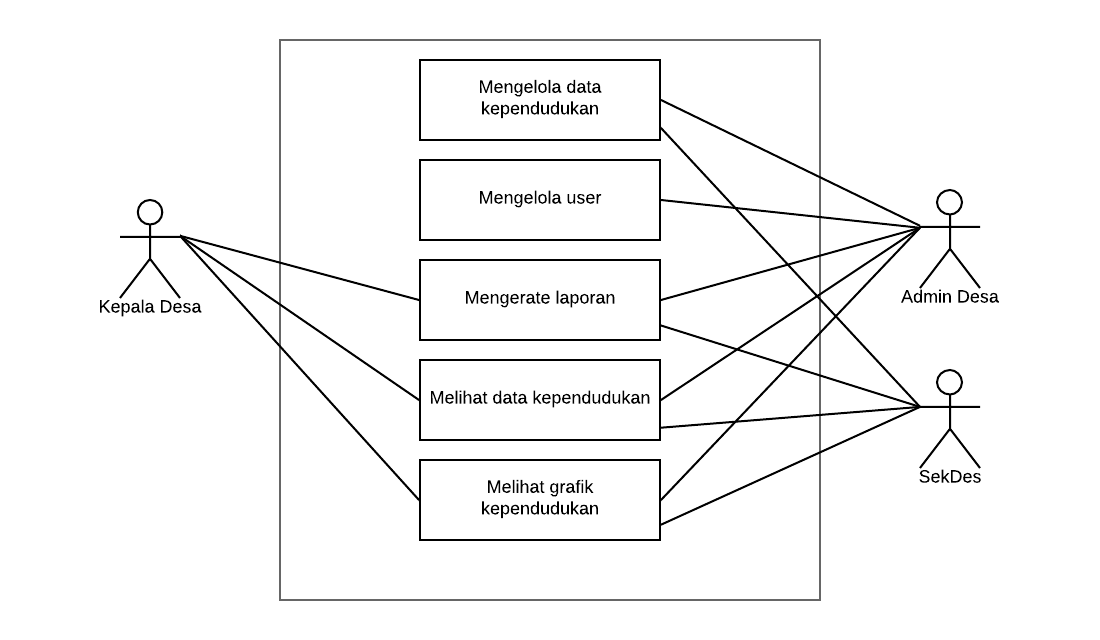 Mengelola data
kependudukan
Mengelola user
Mengerate laporan
Melihat data kependudukan
Melihat grafik
kependudukan
Kepala Desa
Admin Desa
SekDes